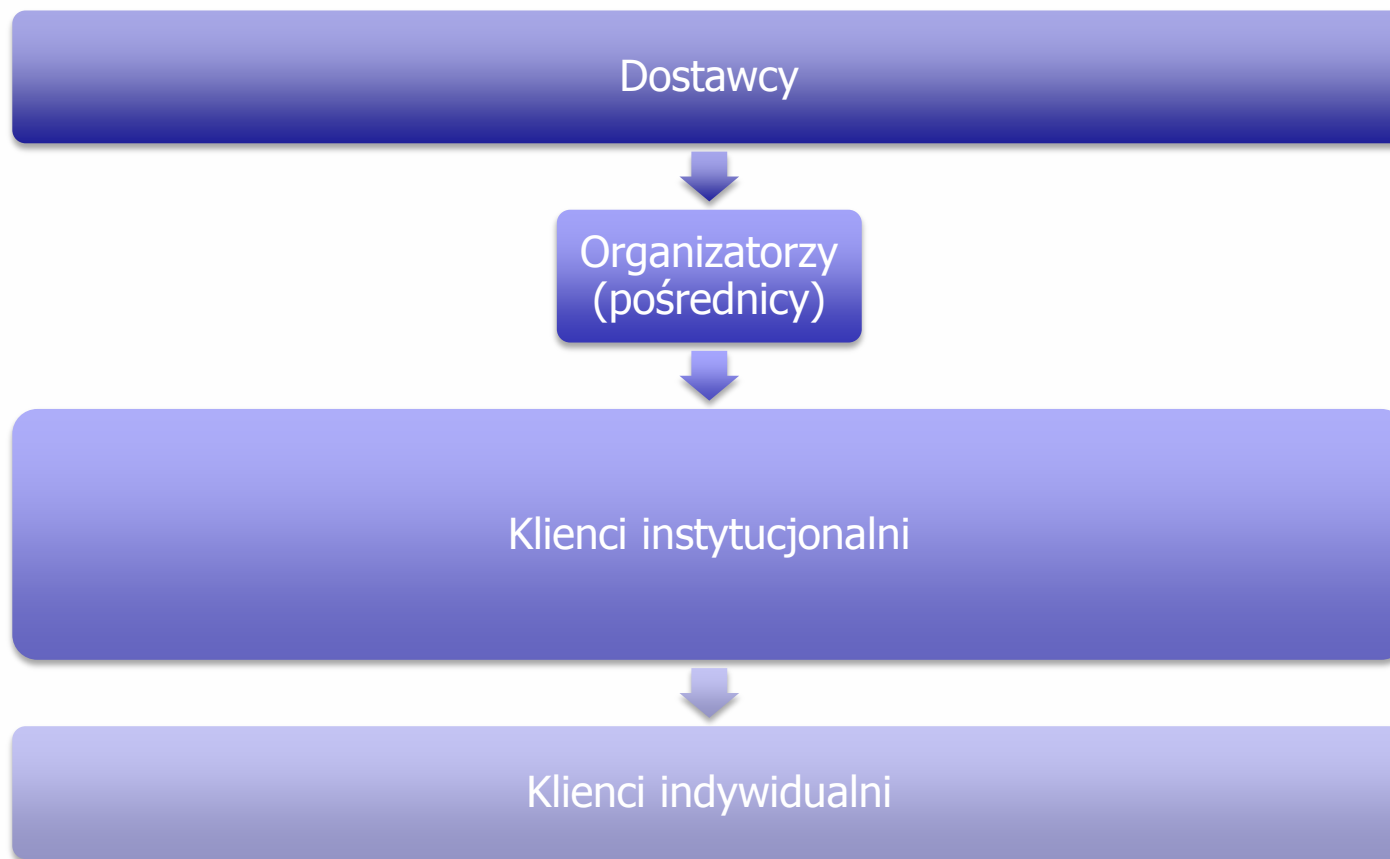 Dostawcy
Organizatorzy
(pośrednicy)
Klienci instytucjonalni
Klienci indywidualni